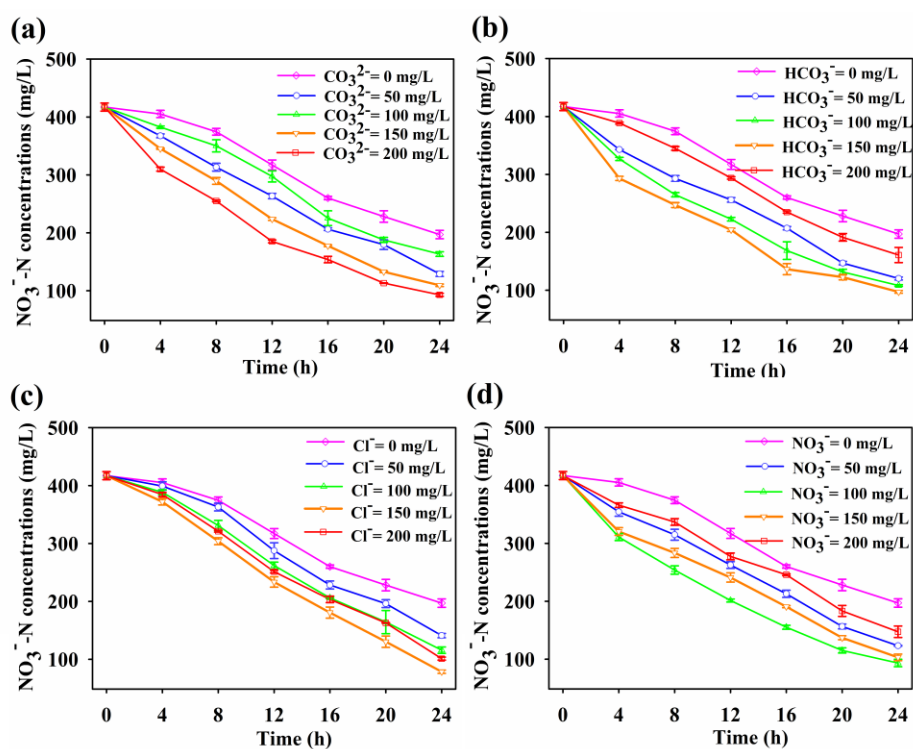 (a)
500
400
300
200
100
NO₃⁻-N concentrations (mg/L)
CO₃²⁻= 0 mg/L
CO₃²⁻= 50 mg/L
CO₃²⁻= 100 mg/L
CO₃²⁻= 150 mg/L
CO₃²⁻= 200 mg/L
0 4 8 12 16 20 24
Time (h)
(b)
500
400
300
200
100
NO₃⁻-N concentrations (mg/L)
HCO₃⁻= 0 mg/L
HCO₃⁻= 50 mg/L
HCO₃⁻= 100 mg/L
HCO₃⁻= 150 mg/L
HCO₃⁻= 200 mg/L
0 4 8 12 16 20 24
Time (h)
(c)
500
400
300
200
100
NO₃⁻-N concentrations (mg/L)
Cl⁻= 0 mg/L
Cl⁻= 50 mg/L
Cl⁻= 100 mg/L
Cl⁻= 150 mg/L
Cl⁻= 200 mg/L
0 4 8 12 16 20 24
Time (h)
(d)
500
400
300
200
100
NO₃⁻-N concentrations (mg/L)
NO₃⁻= 0 mg/L
NO₃⁻= 50 mg/L
NO₃⁻= 100 mg/L
NO₃⁻= 150 mg/L
NO₃⁻= 200 mg/L
0 4 8 12 16 20 24
Time (h)